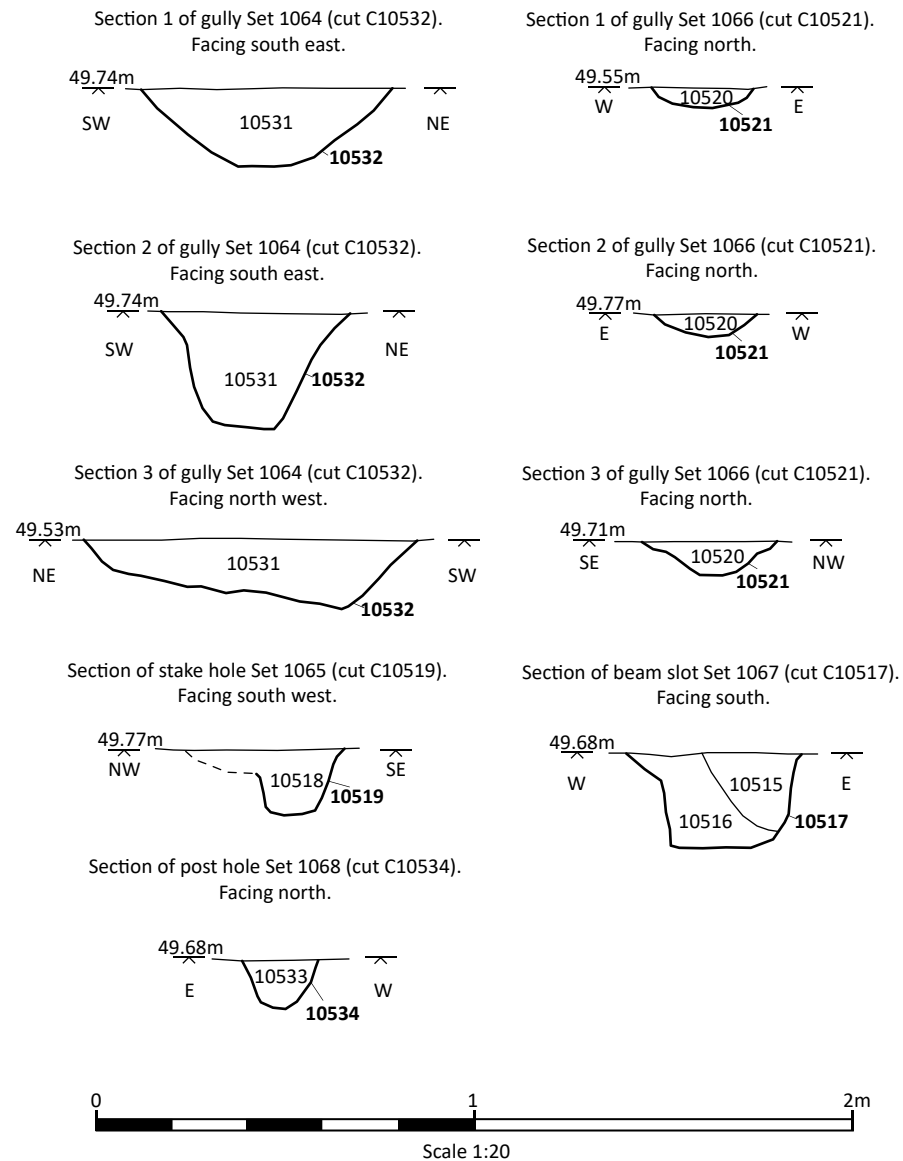 Section 1 of gully Set 1064 (cut C10532).
Facing south east.
49.74m
SW
10531
NE
10532
Section 1 of gully Set 1066 (cut C10521).
Facing north.
49.55m
W
10520
E
10521
Section 2 of gully Set 1064 (cut C10532).
Facing south east.
49.74m
SW
NE
10531
10532
Section 2 of gully Set 1066 (cut C10521).
Facing north.
49.77m
E
10520
W
10521
Section 3 of gully Set 1064 (cut C10532).
Facing north west.
49.53m
NE
10531
SW
10532
Section 3 of gully Set 1066 (cut C10521).
Facing north.
49.71m
SE
10520
NW
10521
Section of stake hole Set 1065 (cut C10519).
Facing south west.
49.77m
NW
10518
SE
10519
Section of beam slot Set 1067 (cut C10517).
Facing south.
49.68m
W
10515
E
10516
10517
Section of post hole Set 1068 (cut C10534).
Facing north.
49.68m
E
10533
W
10534
0 1 2m
Scale 1:20